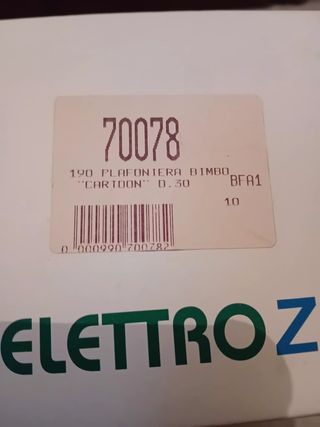 70078
190 PLAFONIERA BIMBO
"CARTOON" D.30 BFA1
10
0 000990 700782
ELETTRO Z